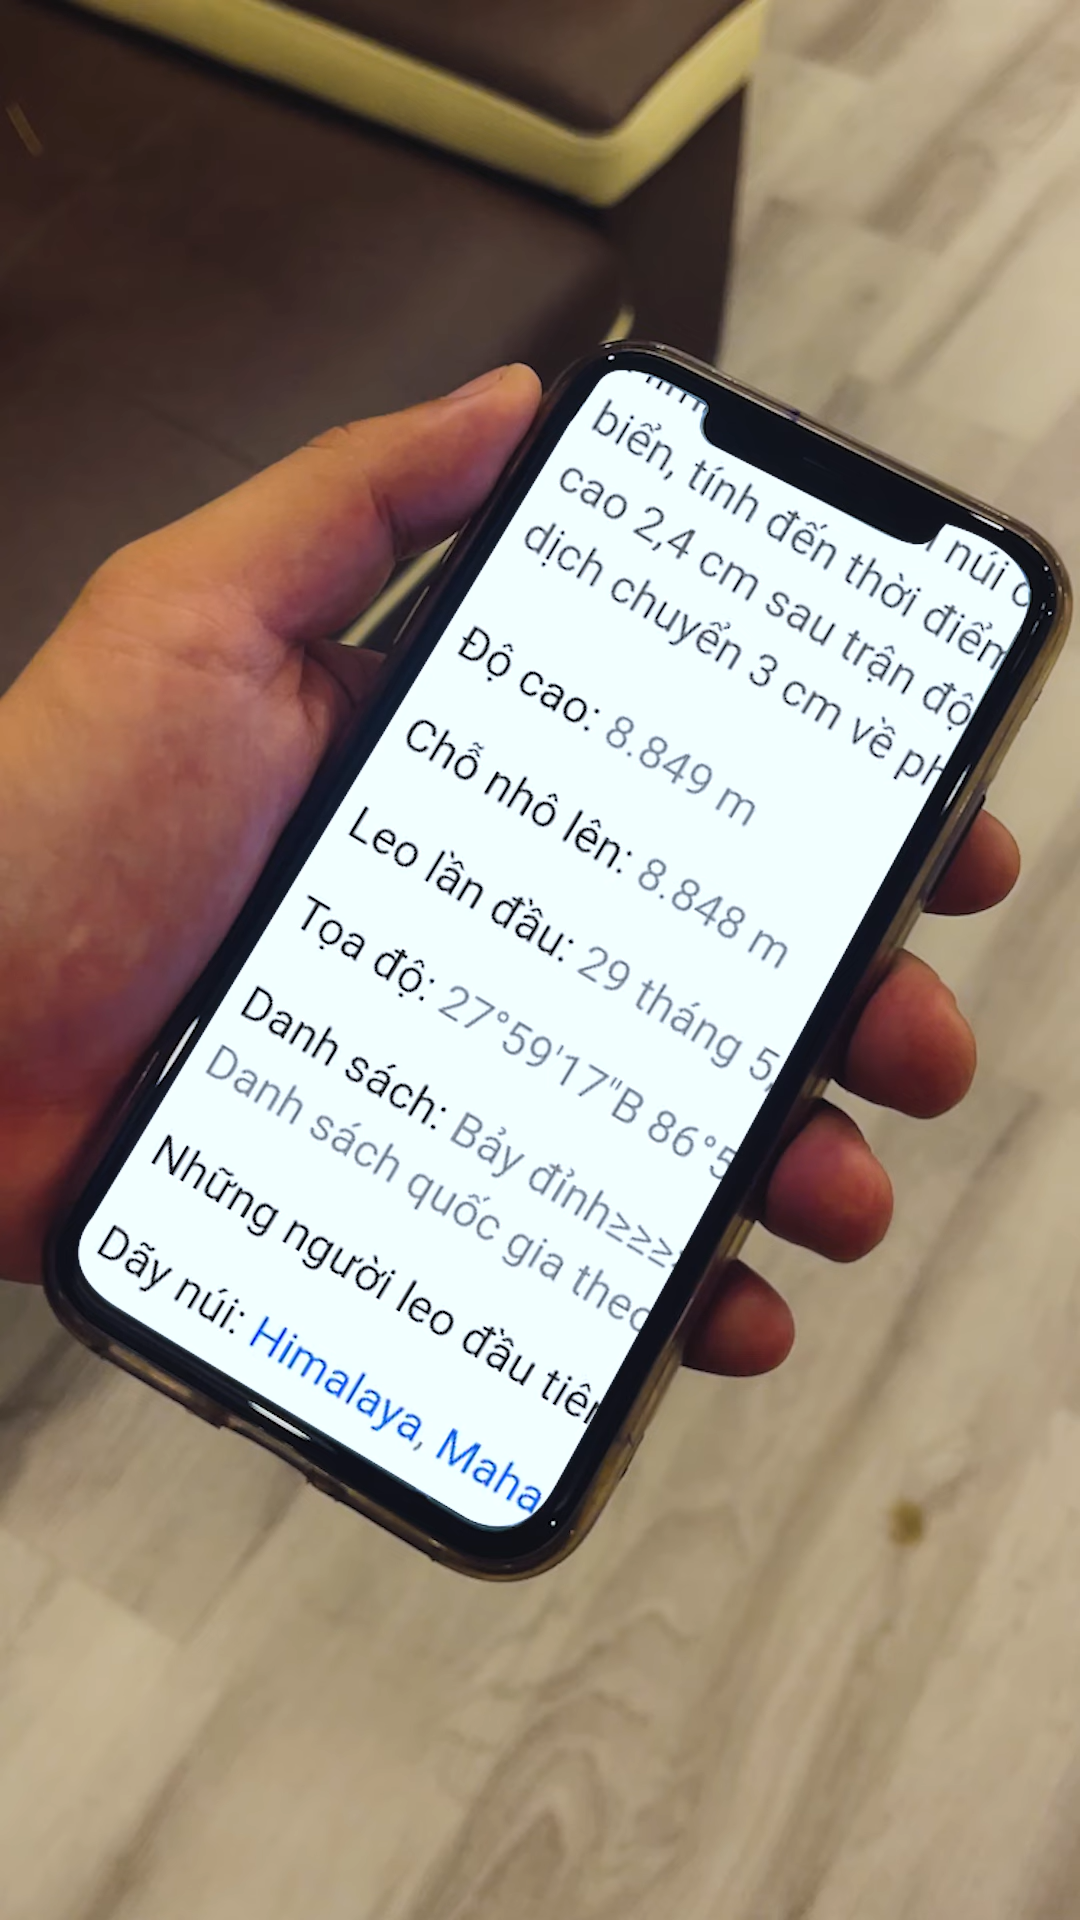 núi
biển, tính đến thời điểm
cao 2,4 cm sau trận độ
dịch chuyển 3 cm về ph
Độ cao: 8.849 m
Chỗ nhô lên: 8.848 m
Leo lần đầu: 29 tháng 5,
Tọa độ: 27°59'17"B 86°5
Danh sách: Bảy đỉnh≥≥≥
Danh sách quốc gia theo
Những người leo đầu tiên
Dãy núi: Himalaya, Maha